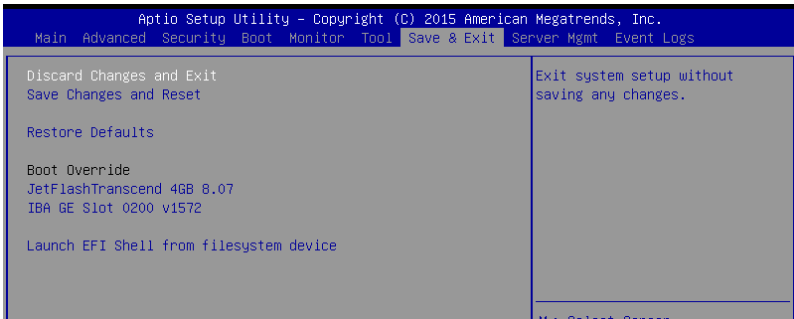 Aptio Setup Utility – Copyright (C) 2015 American Megatrends, Inc.
Main Advanced Security Boot Monitor Tool Save & Exit Server Mgmt Event Logs
Discard Changes and Exit
Save Changes and Reset
Restore Defaults
Boot Override
JetFlashTranscend 4GB 8.07
IBA GE Slot 0200 v1572
Launch EFI Shell from filesystem device
Exit system setup without
saving any changes.